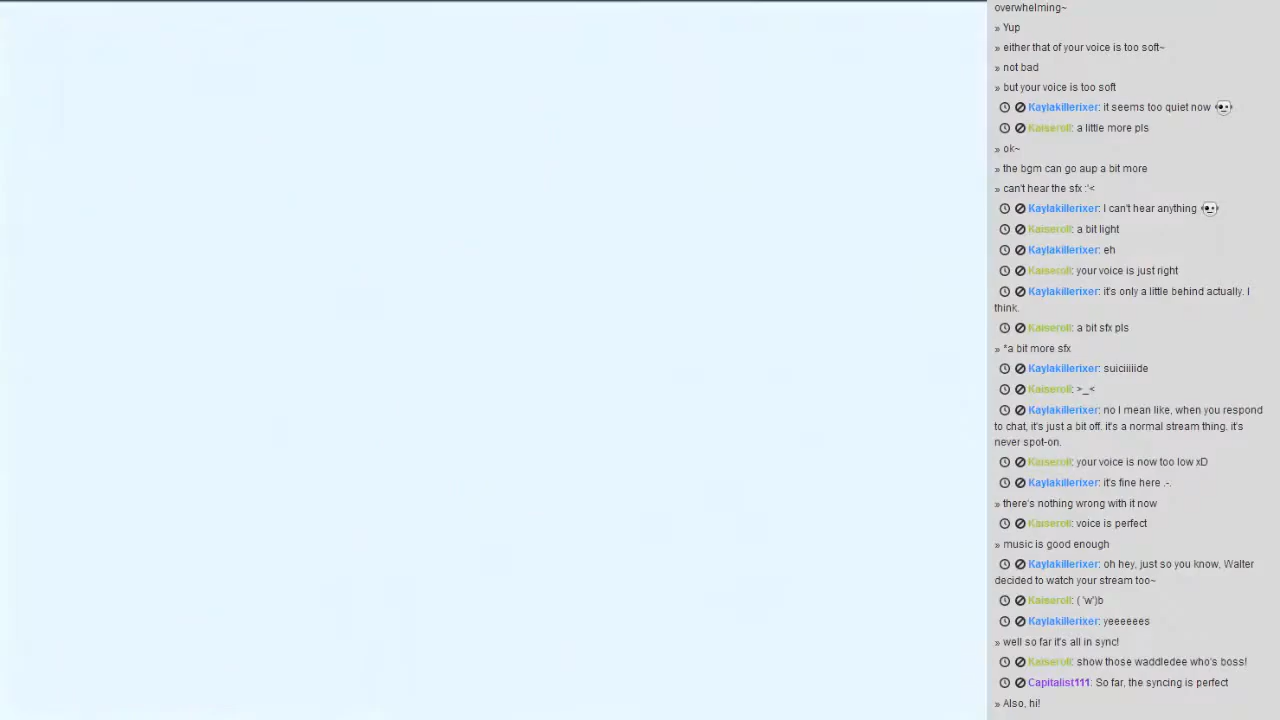 overwhelming~
» Yup
» either that of your voice is too soft~
» not bad
» but your voice is too soft
Kaylakillerixer: it seems too quiet now
Kaiseroll: a little more pls
» ok~
» the bgm can go aup a bit more
» can't hear the sfx :'<
Kaylakillerixer: I can't hear anything
Kaiseroll: a bit light
Kaylakillerixer: eh
Kaiseroll: your voice is just right
Kaylakillerixer: it's only a little behind actually. I
think.
Kaiseroll: a bit sfx pls
» *a bit more sfx
Kaylakillerixer: suiciiiiide
Kaiseroll: >_<
Kaylakillerixer: no I mean like, when you respond
to chat, it's just a bit off. it's a normal stream thing. it's
never spot-on.
Kaiseroll: your voice is now too low xD
Kaylakillerixer: it's fine here .-.
» there's nothing wrong with it now
Kaiseroll: voice is perfect
» music is good enough
Kaylakillerixer: oh hey, just so you know, Walter
decided to watch your stream too~
Kaiseroll: ( 'w')b
Kaylakillerixer: yeeeeees
» well so far it's all in sync!
Kaiseroll: show those waddledee who's boss!
Capitalist111: So far, the syncing is perfect
» Also, hi!